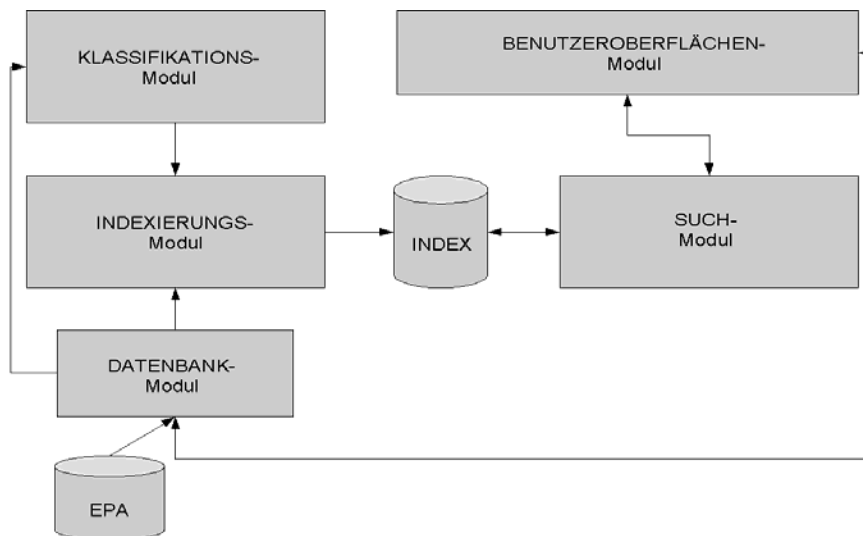 KLASSIFIKATIONS-
Modul
BENUTZEROBERFLÄCHEN-
Modul
INDEXIERUNGS-
Modul
INDEX
SUCH-
Modul
DATENBANK-
Modul
EPA